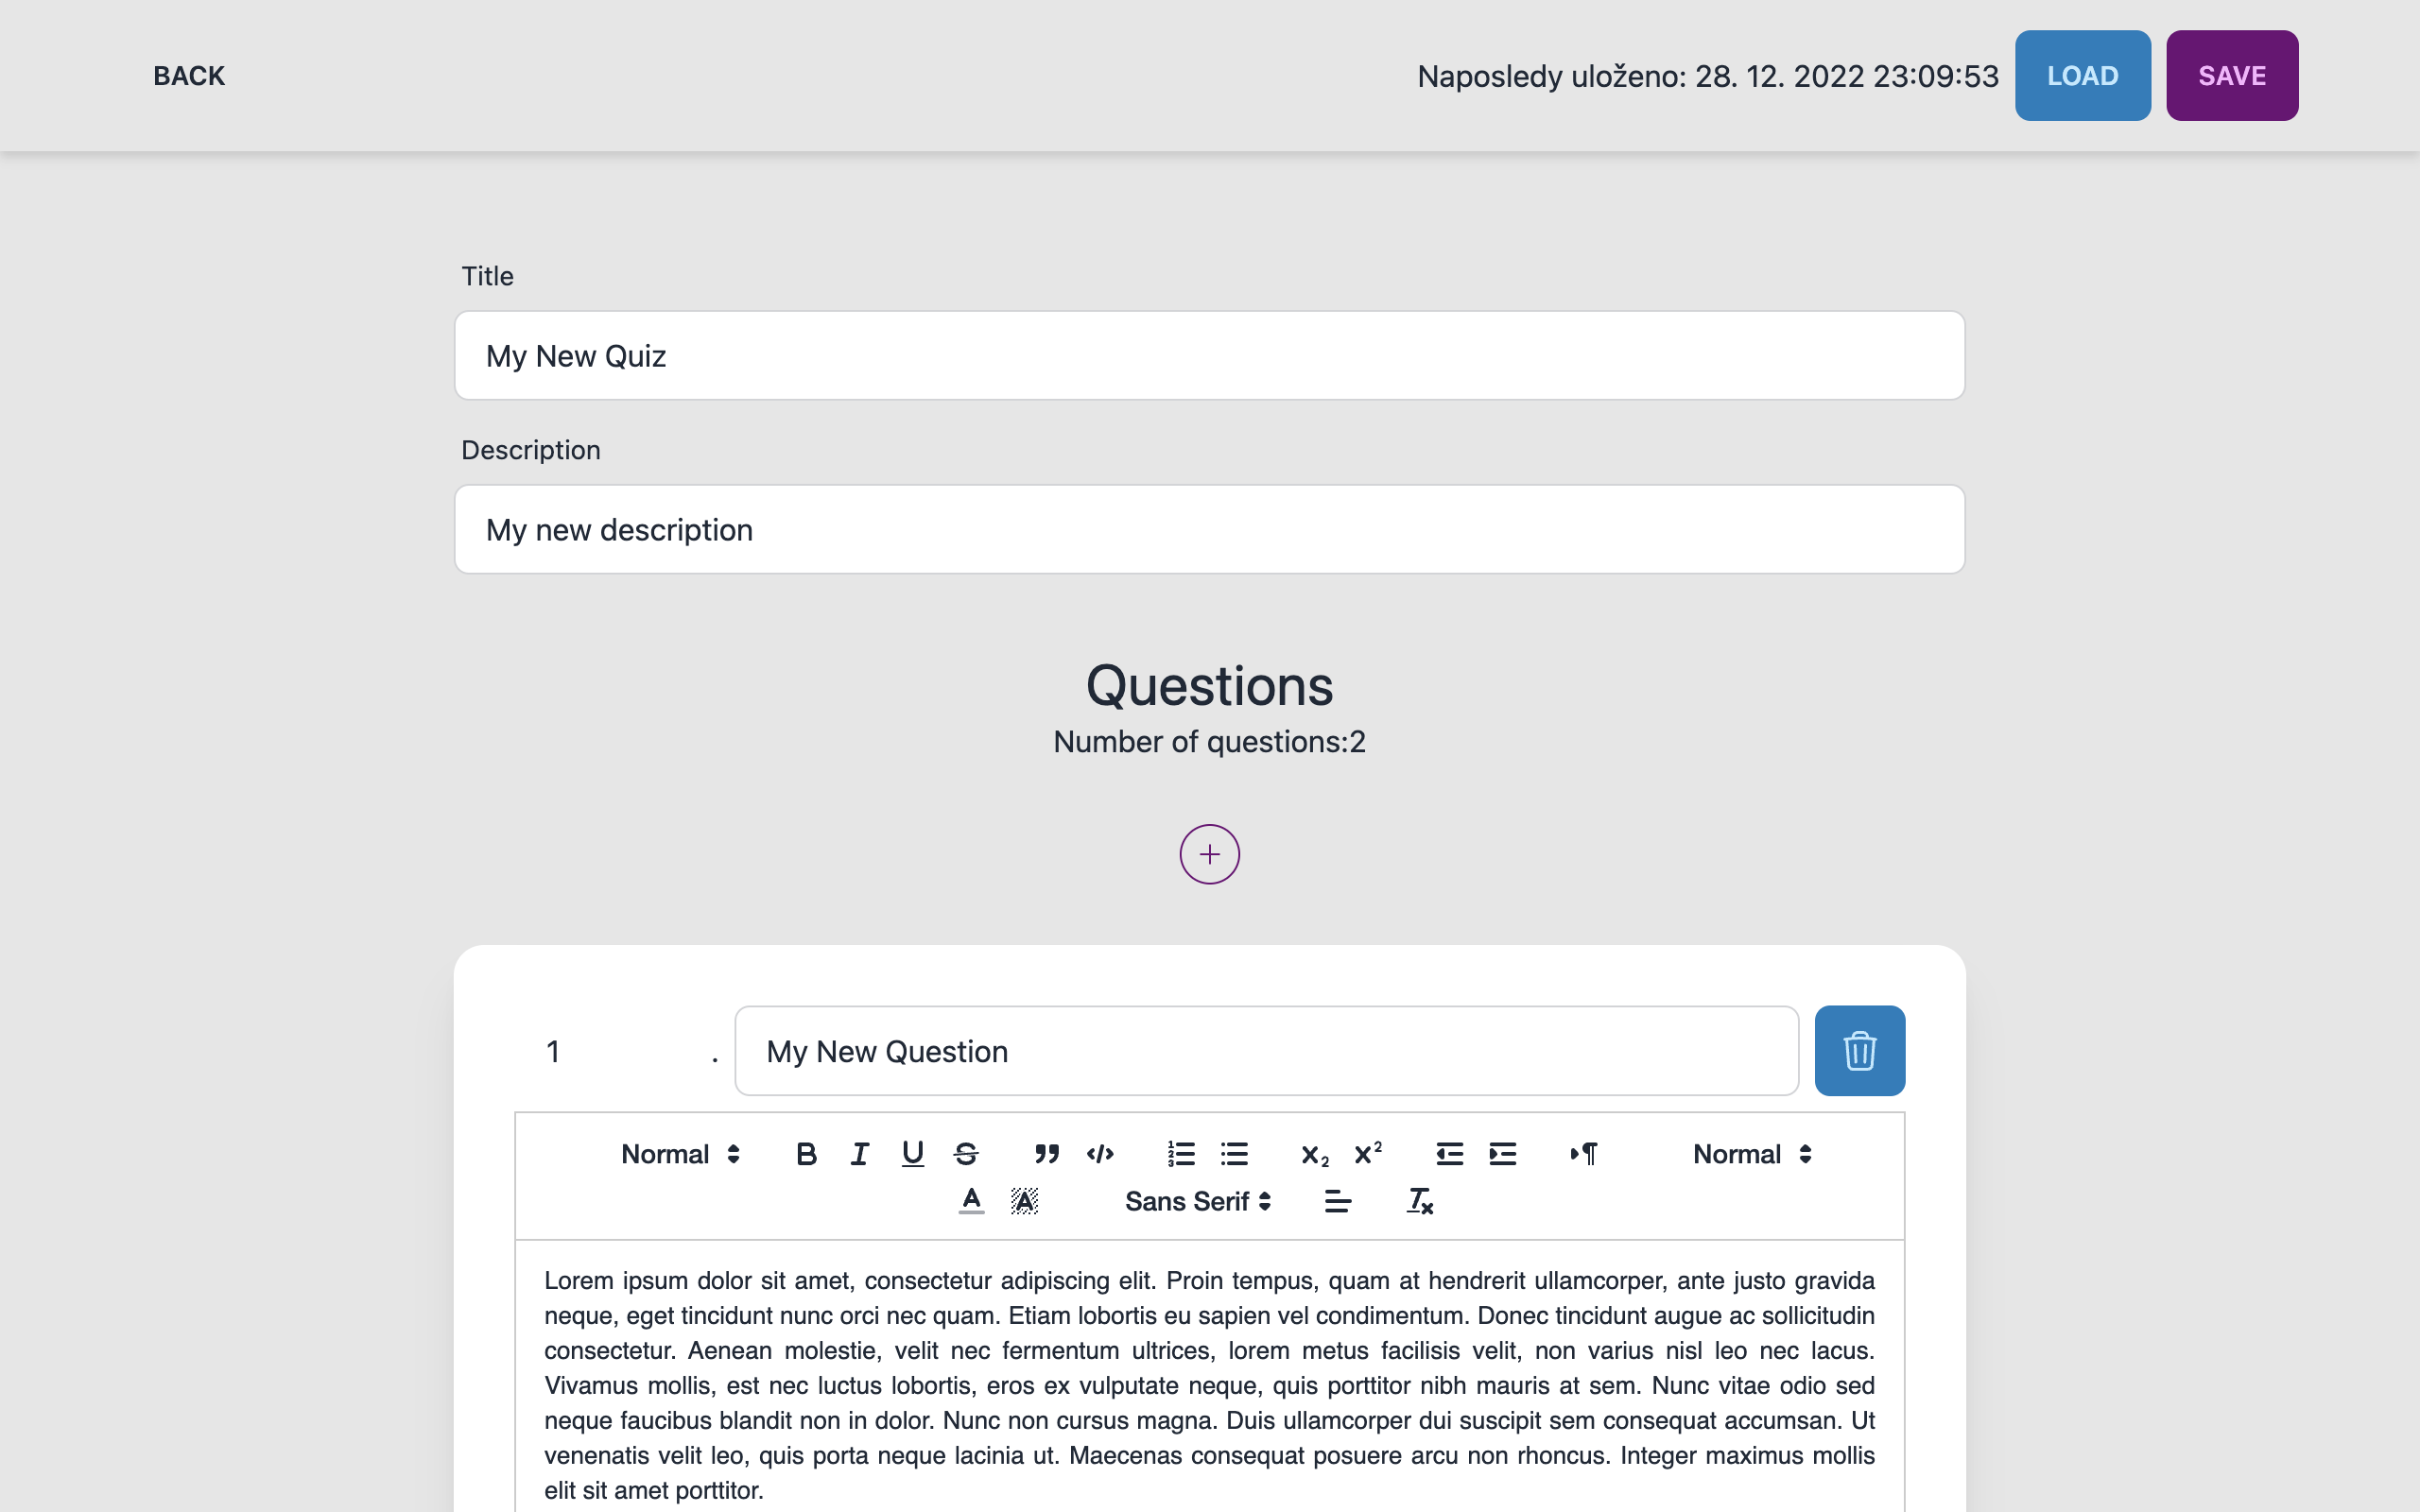 BACK
Naposledy uloženo: 28. 12. 2022 23:09:53
LOAD
SAVE
Title
My New Quiz
Description
My new description
Questions
Number of questions:2
1 . My New Question
Normal
Normal
Sans Serif
Lorem ipsum dolor sit amet, consectetur adipiscing elit. Proin tempus, quam at hendrerit ullamcorper, ante justo gravida
neque, eget tincidunt nunc orci nec quam. Etiam lobortis eu sapien vel condimentum. Donec tincidunt augue ac sollicitudin
consectetur. Aenean molestie, velit nec fermentum ultrices, lorem metus facilisis velit, non varius nisl leo nec lacus.
Vivamus mollis, est nec luctus lobortis, eros ex vulputate neque, quis porttitor nibh mauris at sem. Nunc vitae odio sed
neque faucibus blandit non in dolor. Nunc non cursus magna. Duis ullamcorper dui suscipit sem consequat accumsan. Ut
venenatis velit leo, quis porta neque lacinia ut. Maecenas consequat posuere arcu non rhoncus. Integer maximus mollis
elit sit amet porttitor.